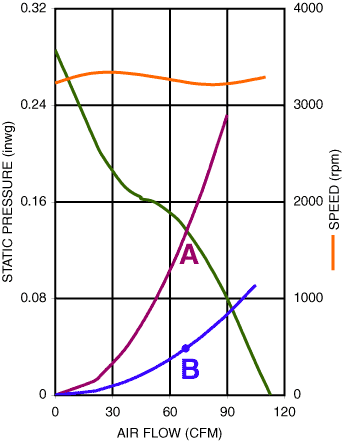 0.32
4000
0.24
3000
STATIC PRESSURE (inwg)
0.16
2000
SPEED (rpm)
A
0.08
1000
B
0
0
0 30 60 90 120
AIR FLOW (CFM)